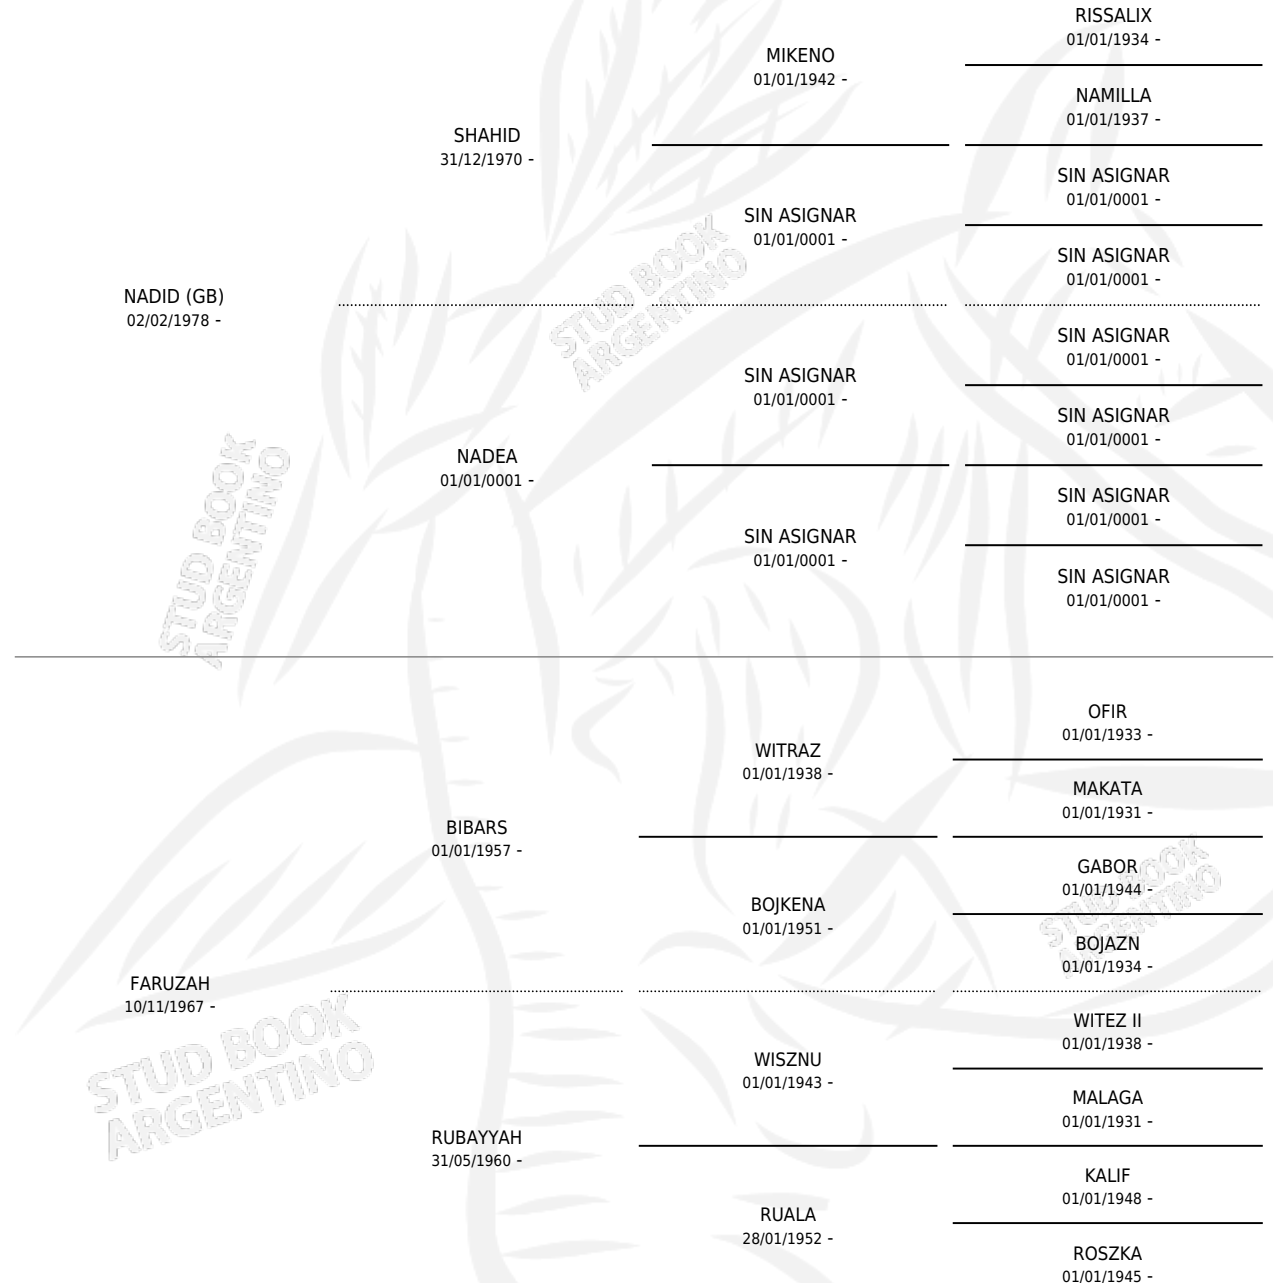 RISSALIX
01/01/1934 -
MIKENO
01/01/1942 -
NAMILLA
01/01/1937 -
SHAHID
31/12/1970 -
SIN ASIGNAR
01/01/0001 -
SIN ASIGNAR
01/01/0001 -
SIN ASIGNAR
01/01/0001 -
NADID (GB)
02/02/1978 -
SIN ASIGNAR
01/01/0001 -
SIN ASIGNAR
01/01/0001 -
SIN ASIGNAR
01/01/0001 -
NADEA
01/01/0001 -
SIN ASIGNAR
01/01/0001 -
SIN ASIGNAR
01/01/0001 -
SIN ASIGNAR
01/01/0001 -
STUD BOOK
ARGENTINO
STUD BOOK
ARGENTINO
OFIR
01/01/1933 -
WITRAZ
01/01/1938 -
MAKATA
01/01/1931 -
BIBARS
01/01/1957 -
GABOR
01/01/1944 -
BOJKENA
01/01/1951 -
BOJAZN
01/01/1934 -
STUD BOOK
ARGENTINO
FARUZAH
10/11/1967 -
WITEZ II
01/01/1938 -
WISZNU
01/01/1943 -
MALAGA
01/01/1931 -
STUD BOOK
ARGENTINO
RUBAYYAH
31/05/1960 -
KALIF
01/01/1948 -
RUALA
28/01/1952 -
ROSZKA
01/01/1945 -